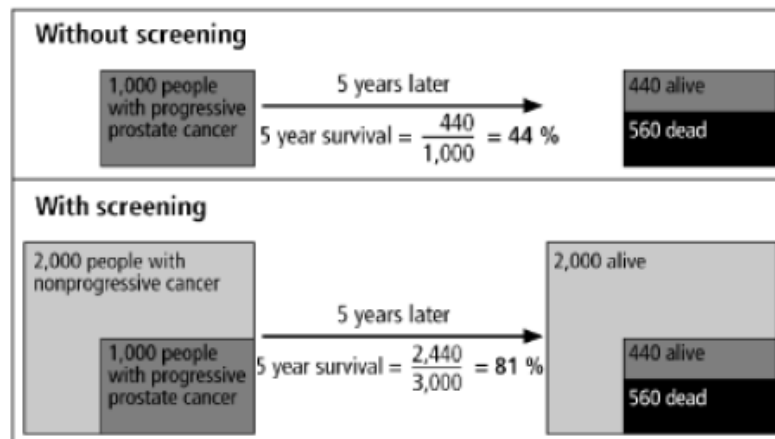 Without screening
1,000 people
with progressive
prostate cancer
5 years later
5 year survival = 440/1,000 = 44 %
440 alive
560 dead
With screening
2,000 people with
nonprogressive cancer
1,000 people
with progressive
prostate cancer
5 years later
5 year survival = 2,440/3,000 = 81 %
2,000 alive
440 alive
560 dead